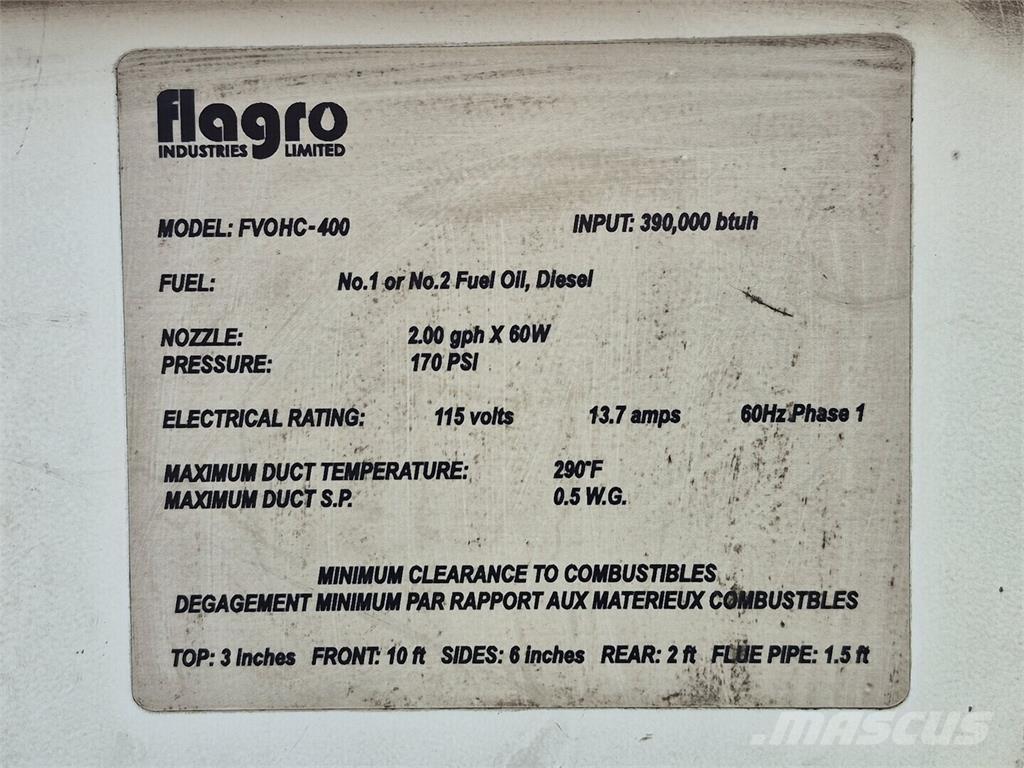 flagro
INDUSTRIES LIMITED
MODEL: FVOHC-400 INPUT: 390,000 btuh
FUEL: No.1 or No.2 Fuel Oil, Diesel
NOZZLE: 2.00 gph X 60W
PRESSURE: 170 PSI
ELECTRICAL RATING: 115 volts 13.7 amps 60Hz Phase 1
MAXIMUM DUCT TEMPERATURE: 290°F
MAXIMUM DUCT S.P. 0.5 W.G.
MINIMUM CLEARANCE TO COMBUSTIBLES
DEGAGEMENT MINIMUM PAR RAPPORT AUX MATERIEUX COMBUSTBLES
TOP: 3 inches FRONT: 10 ft SIDES: 6 inches REAR: 2 ft FLUE PIPE: 1.5 ft
MASCUS